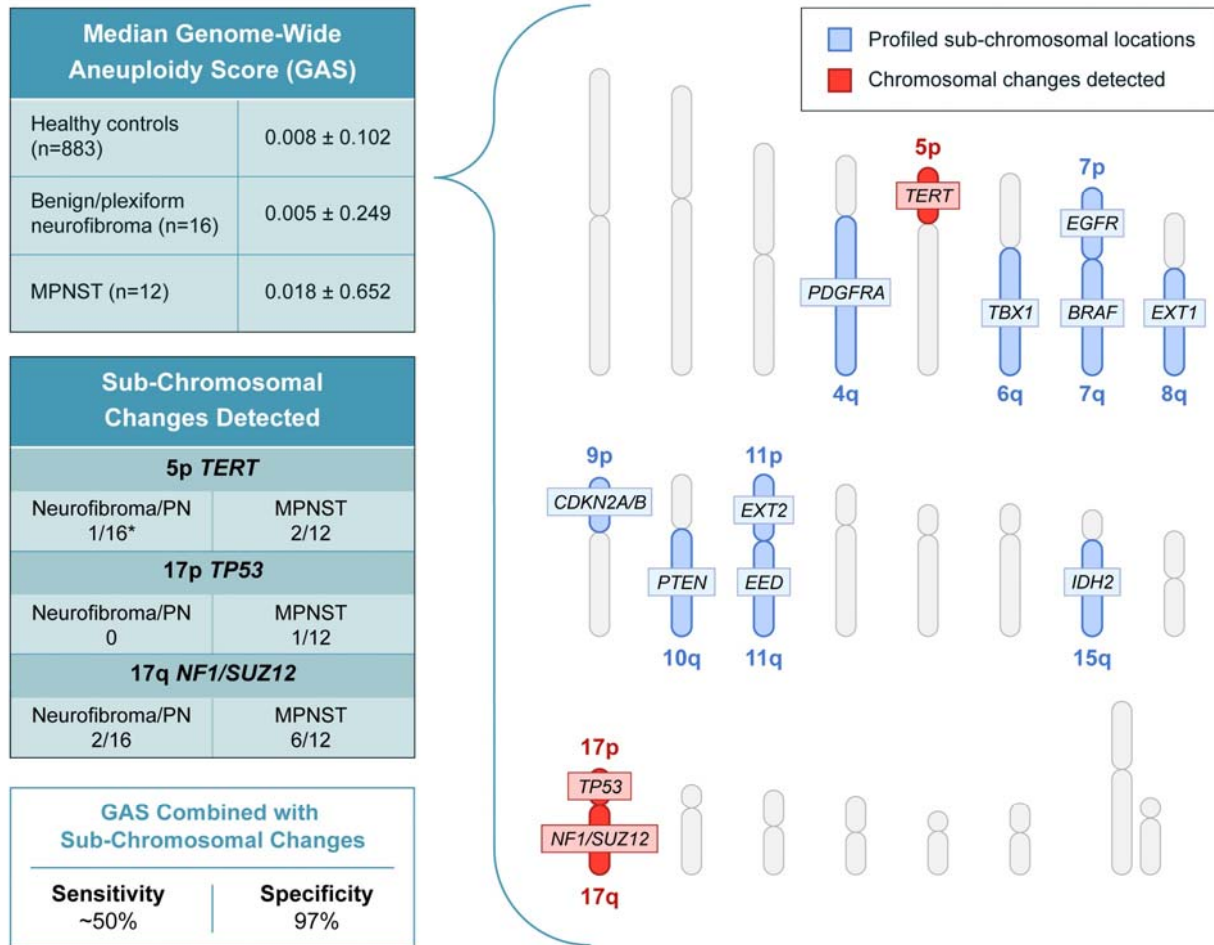 Median Genome-Wide
Aneuploidy Score (GAS)
Healthy controls
(n=883)
0.008 ± 0.102
Benign/plexiform
neurofibroma (n=16)
0.005 ± 0.249
MPNST (n=12)
0.018 ± 0.652
Sub-Chromosomal
Changes Detected
5p TERT
Neurofibroma/PN
1/16*
MPNST
2/12
17p TP53
Neurofibroma/PN
0
MPNST
1/12
17q NF1/SUZ12
Neurofibroma/PN
2/16
MPNST
6/12
GAS Combined with
Sub-Chromosomal Changes
Sensitivity
~50%
Specificity
97%
Profiled sub-chromosomal locations
Chromosomal changes detected
5p
7p
TERT
EGFR
PDGFRA
TBX1
BRAF
EXT1
4q
6q
7q
8q
9p
11p
CDKN2A/B
EXT2
PTEN
EED
IDH2
10q
11q
15q
17p
TP53
NF1/SUZ12
17q